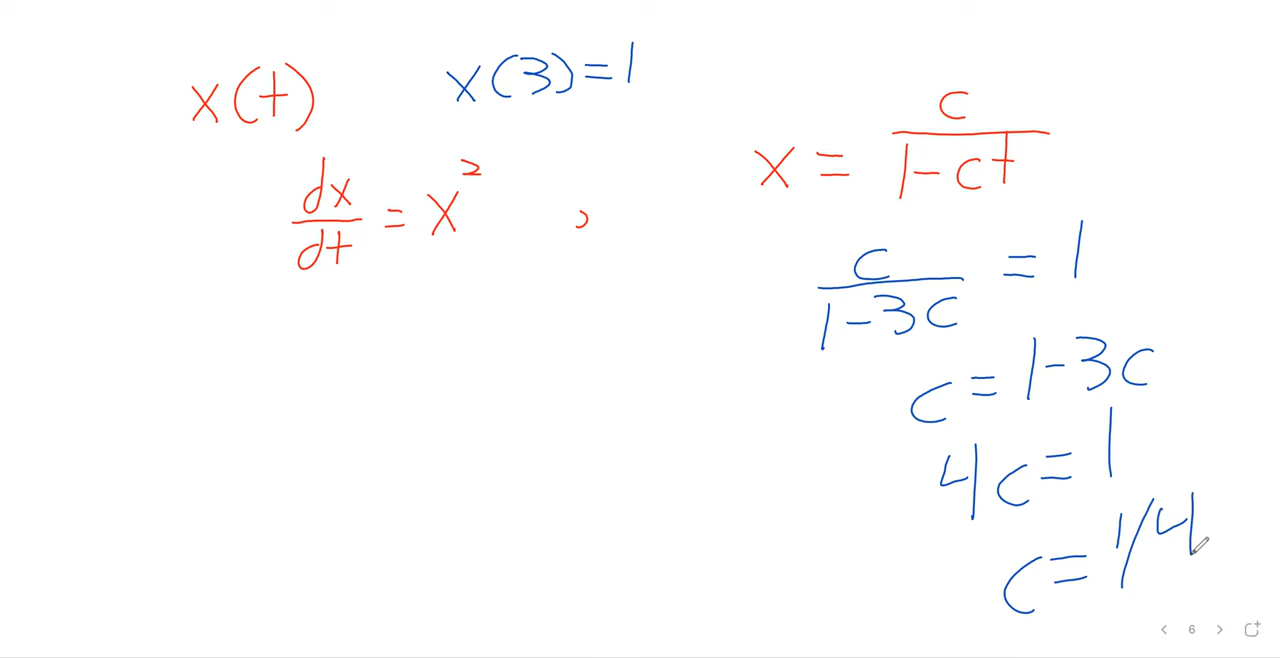 x(t) x(3)=1
dx/dt = x² ,
x = c/(1-ct)
c/(1-3c) = 1
c = 1-3c
4c = 1
c = 1/4
< 6 >